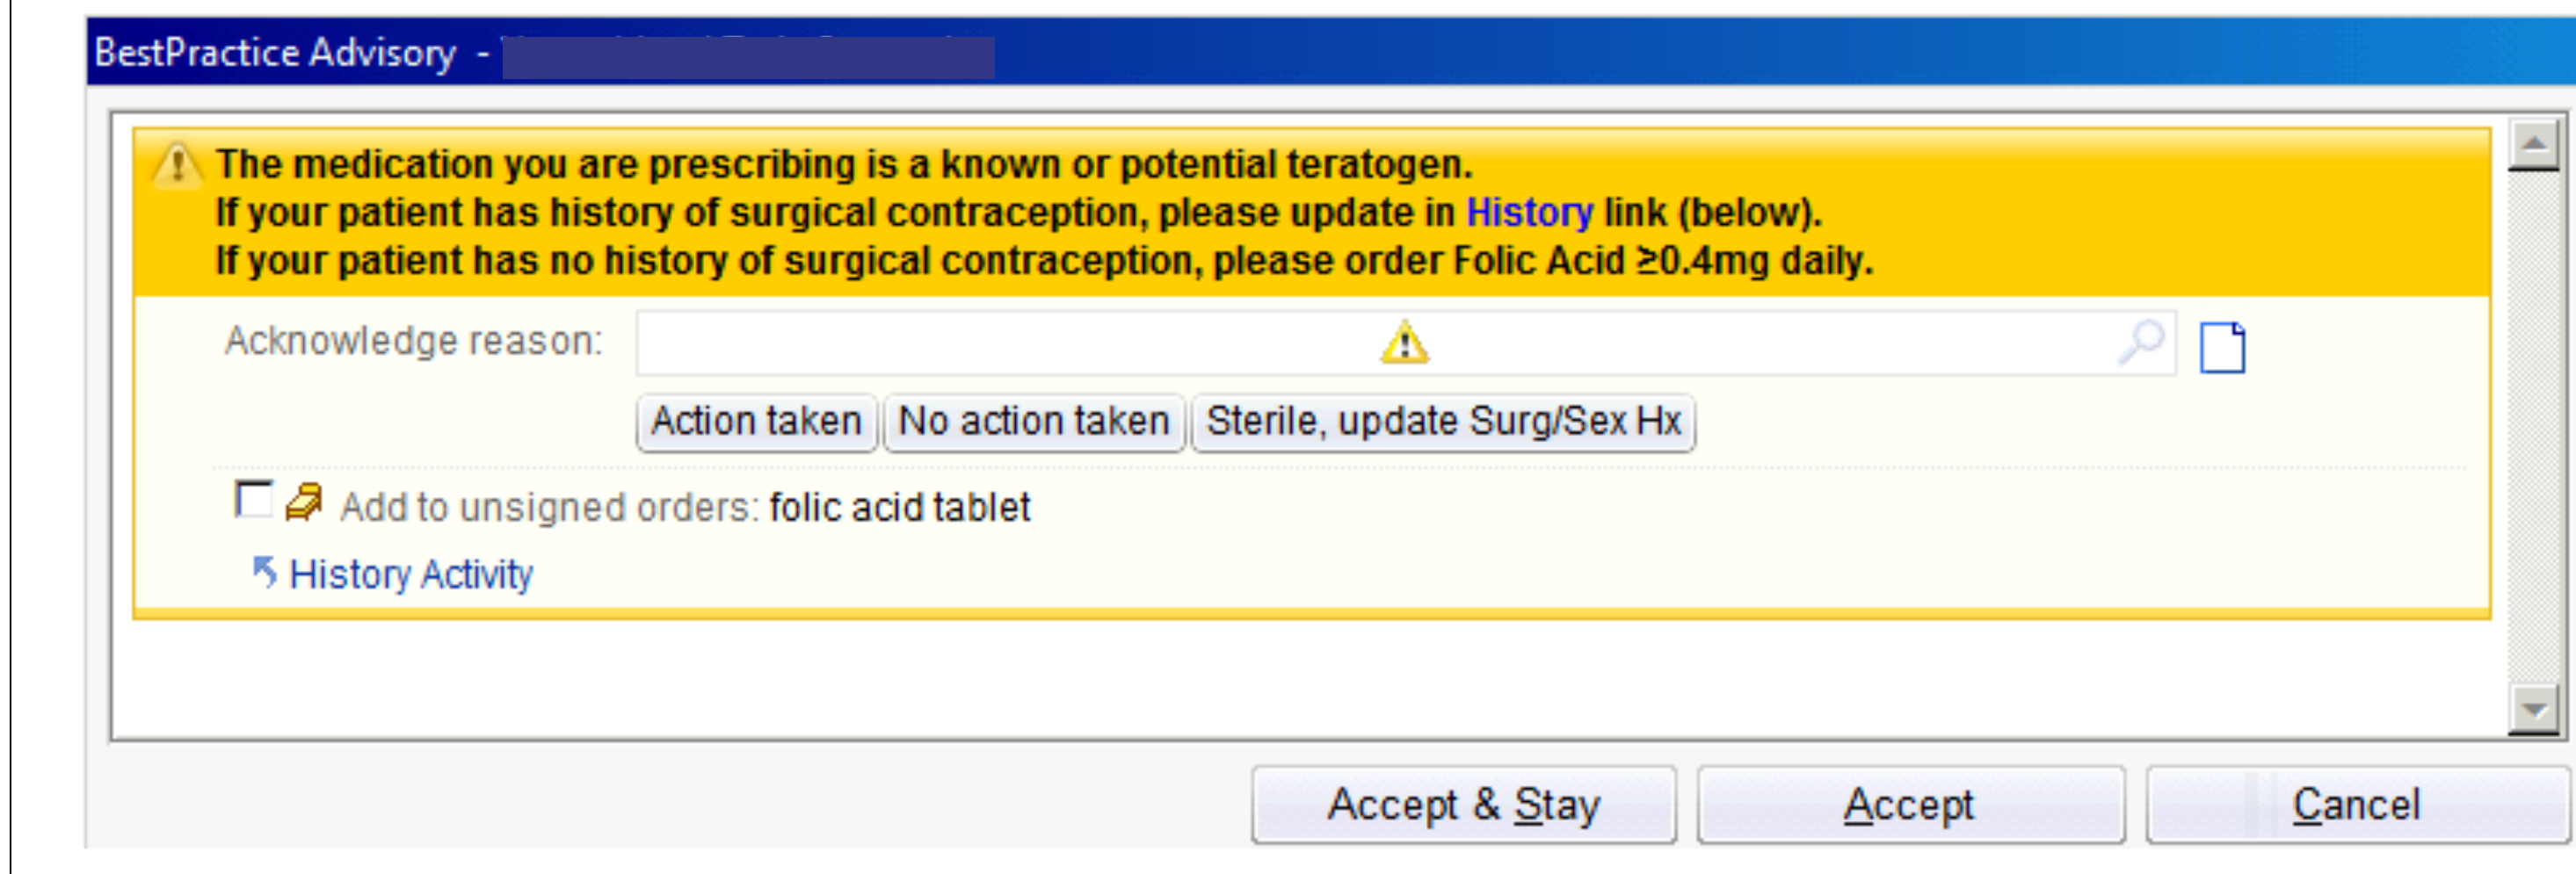 BestPractice Advisory -
The medication you are prescribing is a known or potential teratogen.
If your patient has history of surgical contraception, please update in History link (below).
If your patient has no history of surgical contraception, please order Folic Acid ≥0.4mg daily.
Acknowledge reason:
Action taken No action taken Sterile, update Surg/Sex Hx
Add to unsigned orders: folic acid tablet
History Activity
Accept & Stay Accept Cancel